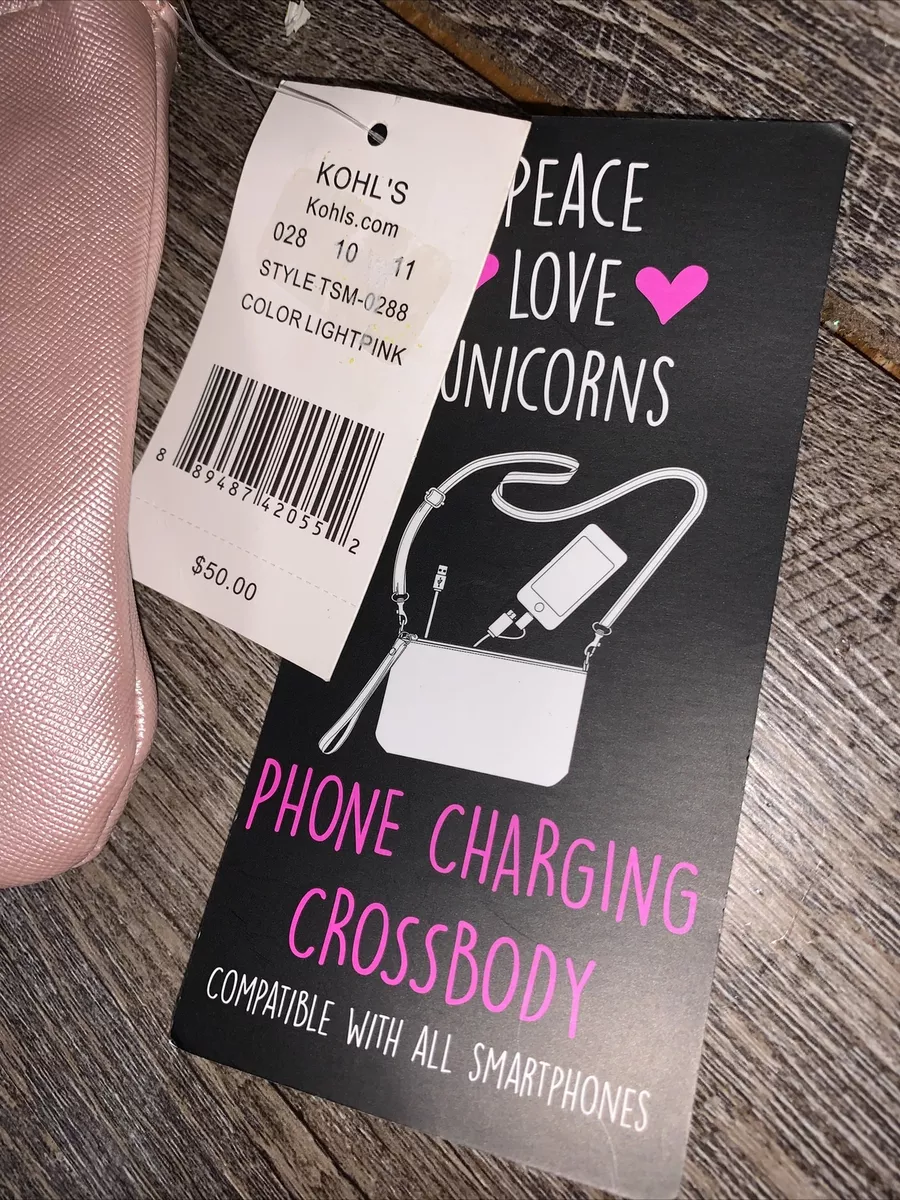 KOHL'S
Kohls.com
028 10 11
STYLE TSM-0288
COLOR LIGHTPINK
8 89487 42055 2
$50.00
PEACE
LOVE
UNICORNS
PHONE CHARGING
CROSSBODY
COMPATIBLE WITH ALL SMARTPHONES